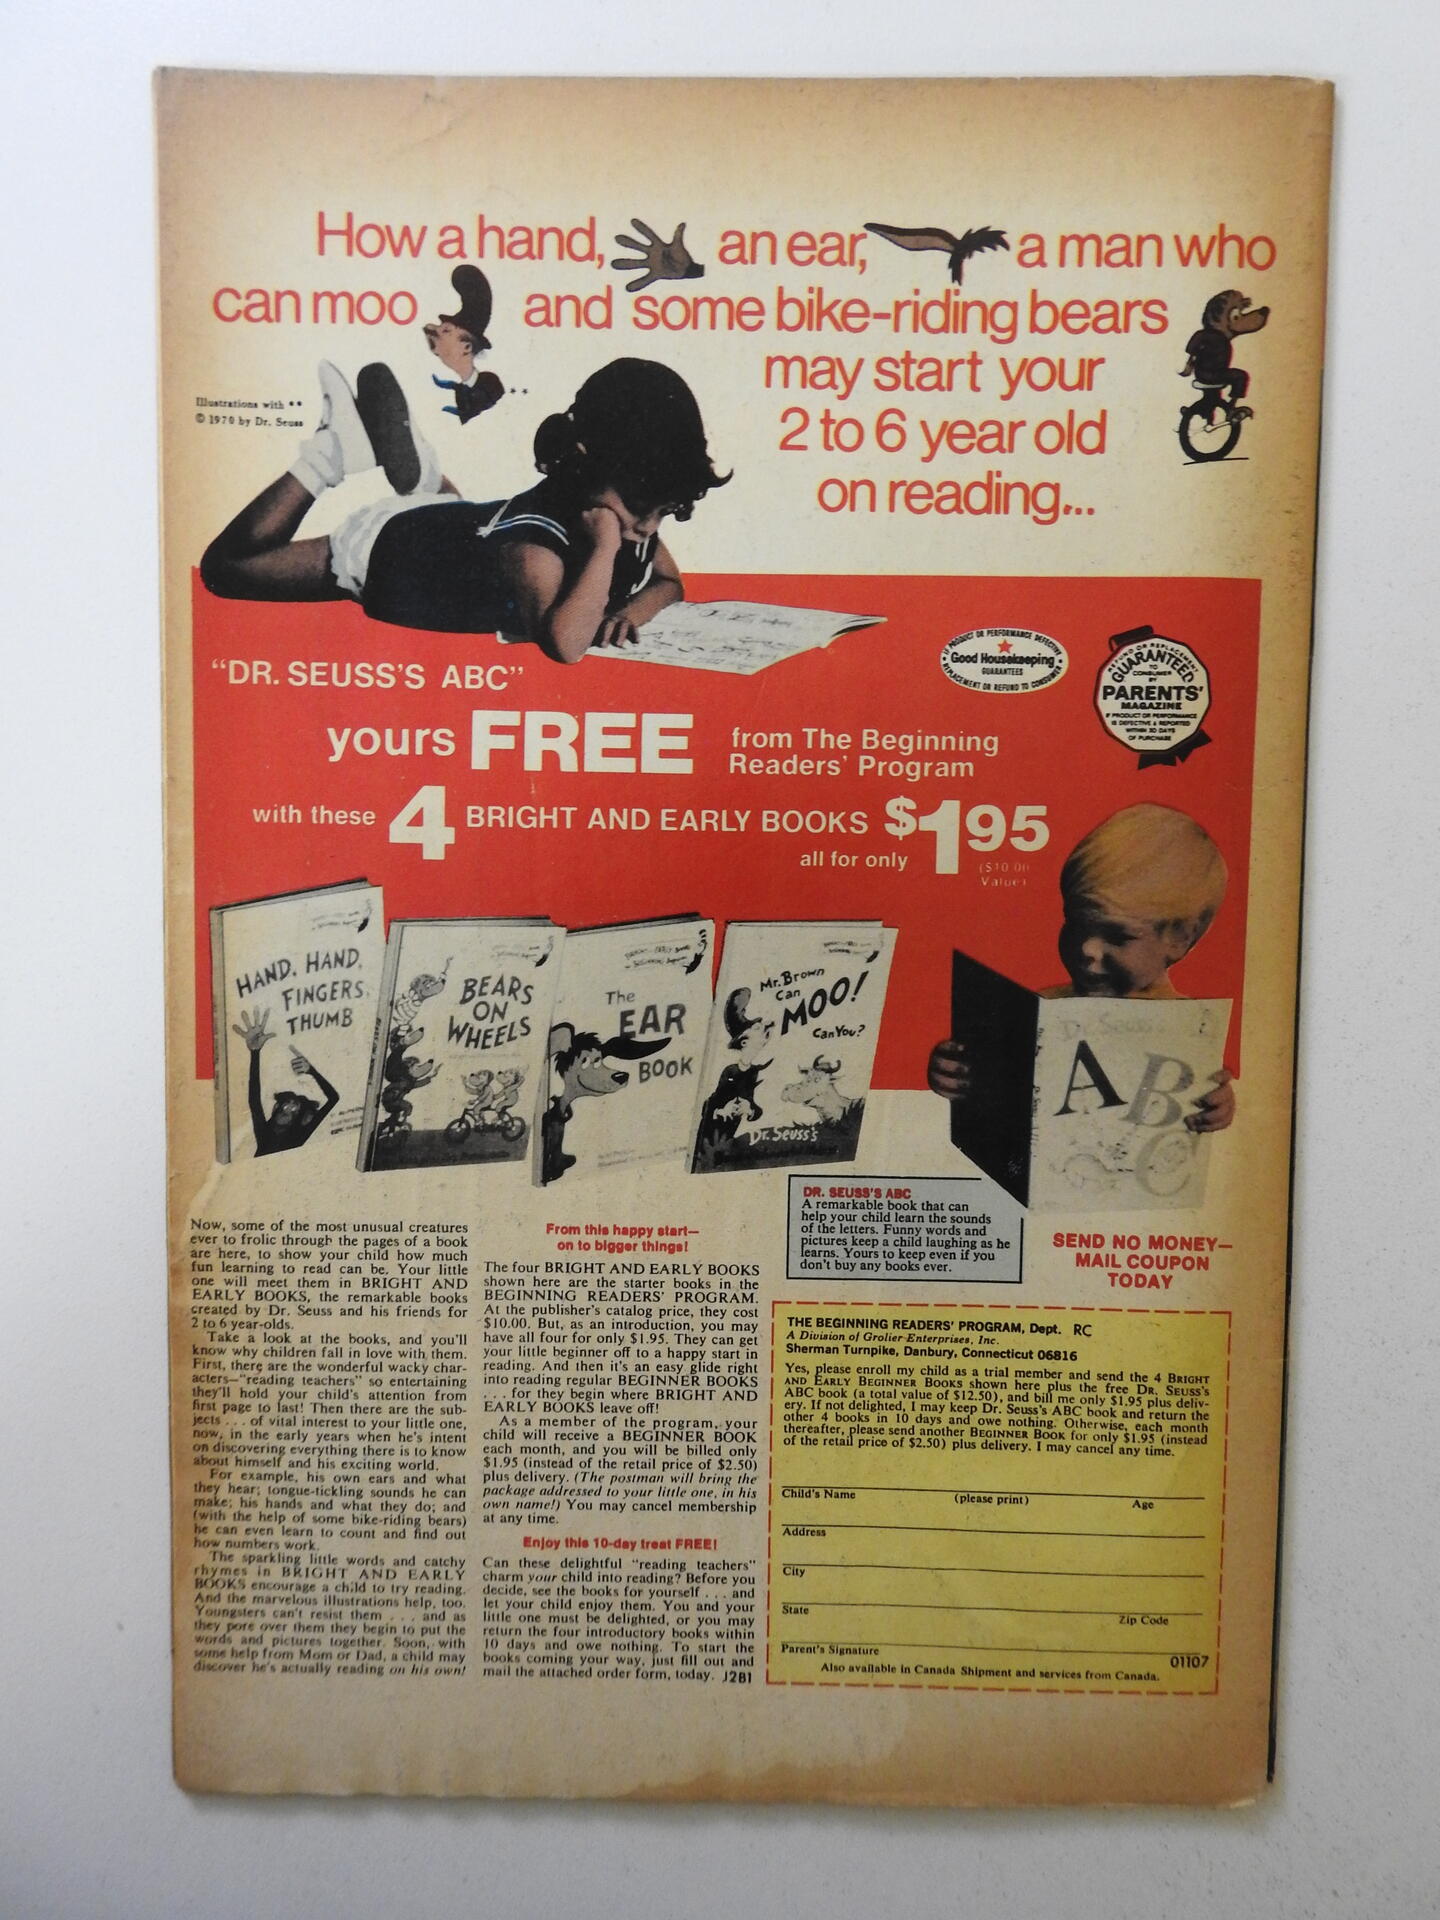 How a hand, an ear, a man who
can moo and some bike-riding bears
may start your
2 to 6 year old
on reading...
Illustrations with **
© 1970 by Dr. Seuss
**
"DR. SEUSS'S ABC"
yours FREE from The Beginning
Readers' Program
with these 4 BRIGHT AND EARLY BOOKS $1.95
all for only
($10.00
Value)
IF PRODUCT OR PERFORMANCE DEFECTIVE
Good Housekeeping
GUARANTEES
REPLACEMENT OR REFUND TO CONSUMER
REFUND OR REPLACEMENT
GUARANTEED
TO
CONSUMER
BY
PARENTS'
MAGAZINE
IF PRODUCT OR PERFORMANCE
IS DEFECTIVE & REPORTED
WITHIN 30 DAYS
OF PURCHASE
HAND, HAND,
FINGERS,
THUMB
BEARS
ON
WHEELS
The
EAR
BOOK
Mr. Brown
Can
MOO!
Can You?
Dr. Seuss's
ABC
DR. SEUSS'S ABC
A remarkable book that can
help your child learn the sounds
of the letters. Funny words and
pictures keep a child laughing as he
learns. Yours to keep even if you
don't buy any books ever.
SEND NO MONEY—
MAIL COUPON
TODAY
Now, some of the most unusual creatures
ever to frolic through the pages of a book
are here, to show your child how much
fun learning to read can be. Your little
one will meet them in BRIGHT AND
EARLY BOOKS, the remarkable books
created by Dr. Seuss and his friends for
2 to 6 year-olds.
Take a look at the books, and you'll
know why children fall in love with them.
First, there are the wonderful wacky char-
acters—"reading teachers" so entertaining
they'll hold your child's attention from
first page to last! Then there are the sub-
jects . . . of vital interest to your little one,
now, in the early years when he's intent
on discovering everything there is to know
about himself and his exciting world.
For example, his own ears and what
they hear; tongue-tickling sounds he can
make; his hands and what they do; and
(with the help of some bike-riding bears)
he can even learn to count and find out
how numbers work.
The sparkling little words and catchy
rhymes in BRIGHT AND EARLY
BOOKS encourage a child to try reading.
And the marvelous illustrations help, too.
Youngsters can't resist them . . . and as
they pore over them they begin to put the
words and pictures together. Soon, with
some help from Mom or Dad, a child may
discover he's actually reading on his own!
From this happy start—
on to bigger things!
The four BRIGHT AND EARLY BOOKS
shown here are the starter books in the
BEGINNING READERS' PROGRAM.
At the publisher's catalog price, they cost
$10.00. But, as an introduction, you may
have all four for only $1.95. They can get
your little beginner off to a happy start in
reading. And then it's an easy glide right
into reading regular BEGINNER BOOKS
. . . for they begin where BRIGHT AND
EARLY BOOKS leave off!
As a member of the program, your
child will receive a BEGINNER BOOK
each month, and you will be billed only
$1.95 (instead of the retail price of $2.50)
plus delivery. (The postman will bring the
package addressed to your little one, in his
own name!) You may cancel membership
at any time.
Enjoy this 10-day treat FREE!
Can these delightful "reading teachers"
charm your child into reading? Before you
decide, see the books for yourself . . . and
let your child enjoy them. You and your
little one must be delighted, or you may
return the four introductory books within
10 days and owe nothing. To start the
books coming your way, just fill out and
mail the attached order form, today. J2B1
THE BEGINNING READERS' PROGRAM, Dept. RC
A Division of Grolier Enterprises, Inc.
Sherman Turnpike, Danbury, Connecticut 06816
Yes, please enroll my child as a trial member and send the 4 BRIGHT
AND EARLY BEGINNER BOOKS shown here plus the free DR. SEUSS'S
ABC book (a total value of $12.50), and bill me only $1.95 plus deliv-
ery. If not delighted, I may keep Dr. Seuss's ABC book and return the
other 4 books in 10 days and owe nothing. Otherwise, each month
thereafter, please send another BEGINNER BOOK for only $1.95 (instead
of the retail price of $2.50) plus delivery. I may cancel any time.
Child's Name (please print) Age
Address
City
State Zip Code
Parent's Signature
01107
Also available in Canada Shipment and services from Canada.